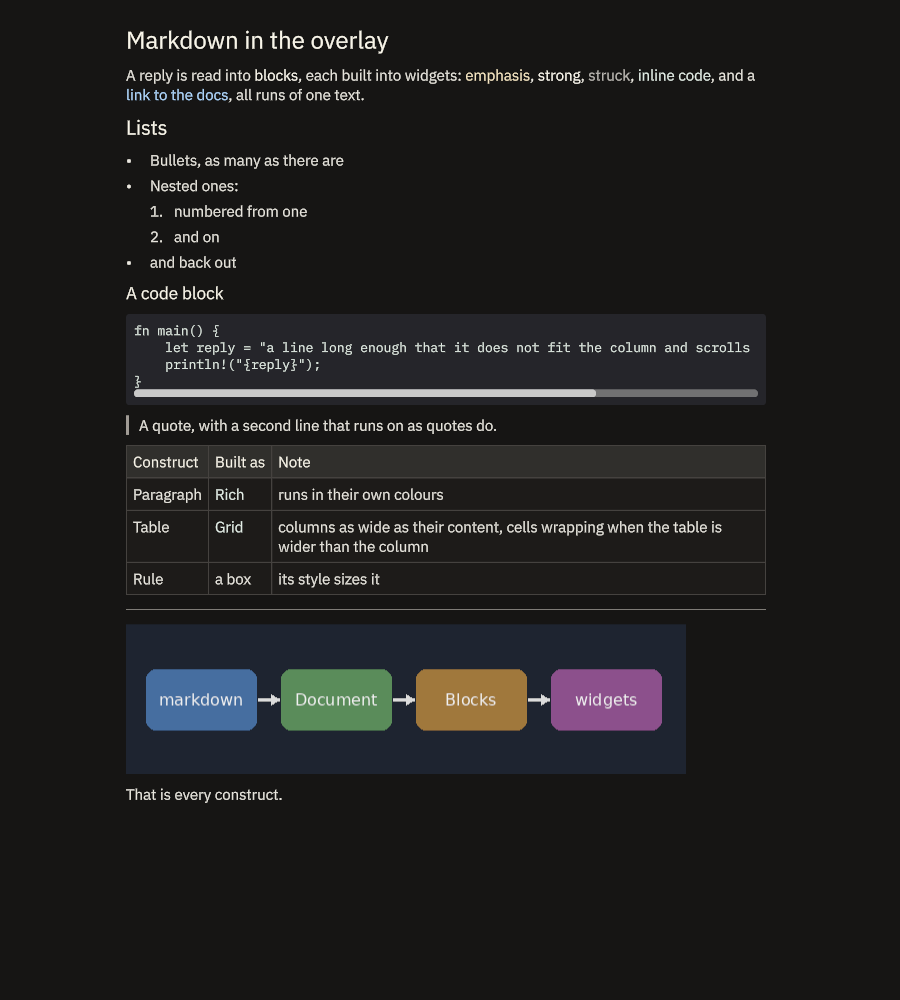 Markdown in the overlay
A reply is read into blocks, each built into widgets: emphasis, strong, struck, inline code, and a
link to the docs, all runs of one text.
Lists
• Bullets, as many as there are
• Nested ones:
1. numbered from one
2. and on
• and back out
A code block
fn main() {
    let reply = "a line long enough that it does not fit the column and scrolls
    println!("{reply}");
}
A quote, with a second line that runs on as quotes do.
Construct Built as Note
Paragraph Rich runs in their own colours
Table Grid columns as wide as their content, cells wrapping when the table is
wider than the column
Rule a box its style sizes it
markdown Document Blocks widgets
That is every construct.